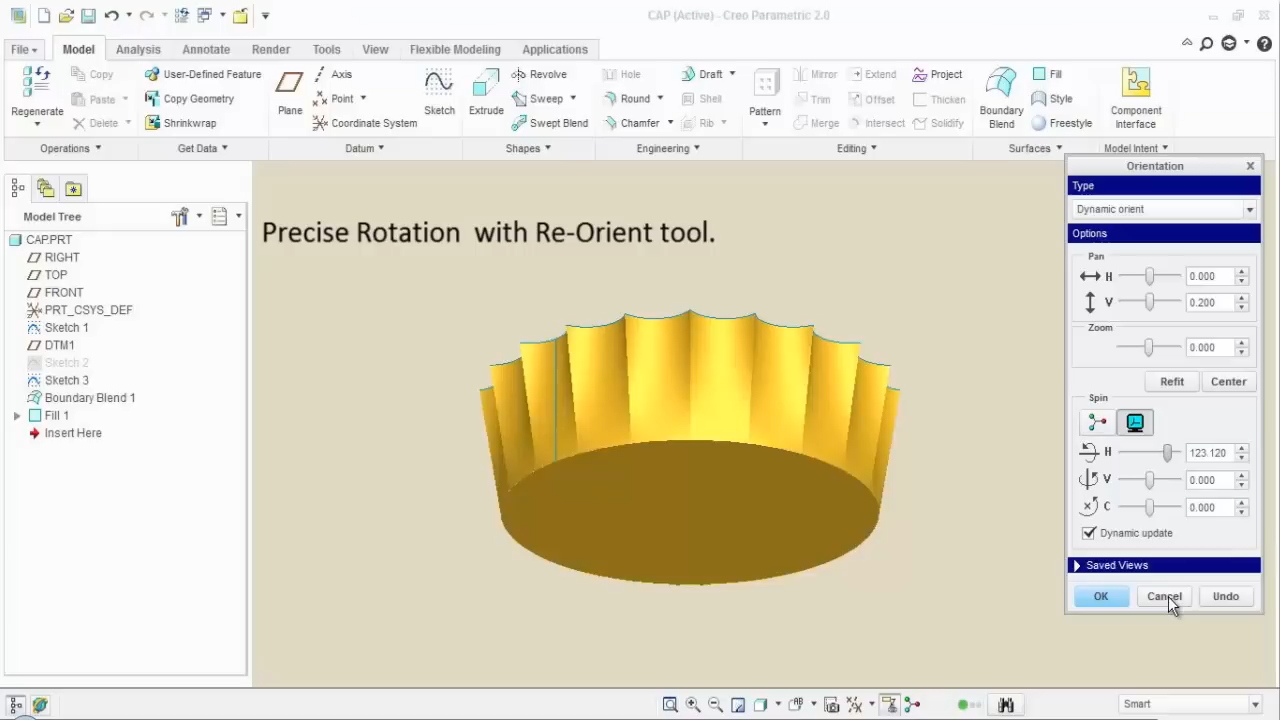 CAP (Active) - Creo Parametric 2.0
File Model Analysis Annotate Render Tools View Flexible Modeling Applications
Regenerate
Copy
Paste
Delete
User-Defined Feature
Copy Geometry
Shrinkwrap
Plane
Axis
Point
Coordinate System
Sketch
Extrude
Revolve
Sweep
Swept Blend
Hole
Round
Chamfer
Draft
Shell
Rib
Pattern
Mirror
Trim
Merge
Extend
Offset
Intersect
Project
Thicken
Solidify
Boundary
Blend
Fill
Style
Freestyle
Component
Interface
Operations Get Data Datum Shapes Engineering Editing Surfaces Model Intent
Model Tree
CAP.PRT
RIGHT
TOP
FRONT
PRT_CSYS_DEF
Sketch 1
DTM1
Sketch 2
Sketch 3
Boundary Blend 1
Fill 1
Insert Here
Precise Rotation with Re-Orient tool.
Orientation
Type
Dynamic orient
Options
Pan
H 0.000
V 0.200
Zoom
0.000
Refit Center
Spin
H 123.120
V 0.000
C 0.000
Dynamic update
Saved Views
OK Cancel Undo
Smart